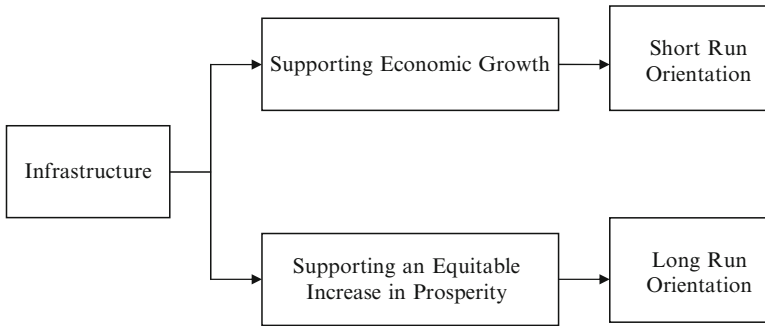 Supporting Economic Growth
Short Run
Orientation
Infrastructure
Supporting an Equitable
Increase in Prosperity
Long Run
Orientation